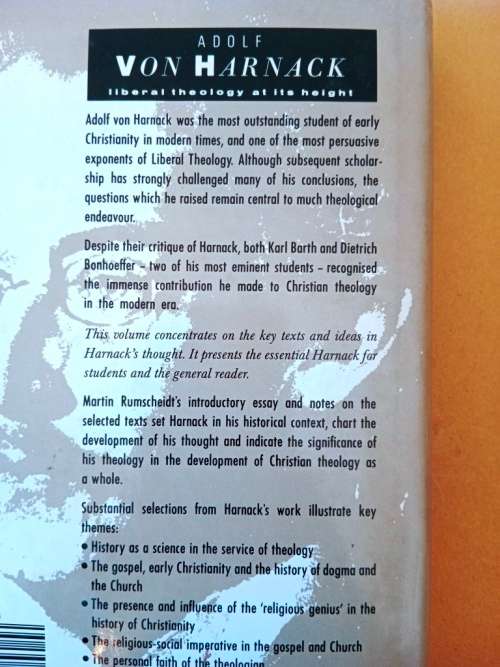 ADOLF
VON HARNACK
liberal theology at its height
Adolf von Harnack was the most outstanding student of early
Christianity in modern times, and one of the most persuasive
exponents of Liberal Theology. Although subsequent scholar-
ship has strongly challenged many of his conclusions, the
questions which he raised remain central to much theological
endeavour.
Despite their critique of Harnack, both Karl Barth and Dietrich
Bonhoeffer – two of his most eminent students – recognised
the immense contribution he made to Christian theology
in the modern era.
This volume concentrates on the key texts and ideas in
Harnack's thought. It presents the essential Harnack for
students and the general reader.
Martin Rumscheidt's introductory essay and notes on the
selected texts set Harnack in his historical context, chart the
development of his thought and indicate the significance of
his theology in the development of Christian theology as
a whole.
Substantial selections from Harnack's work illustrate key
themes:
• History as a science in the service of theology
• The gospel, early Christianity and the history of dogma and
the Church
• The presence and influence of the 'religious genius' in the
history of Christianity
• The religious-social imperative in the gospel and Church
• The personal faith of the theologian